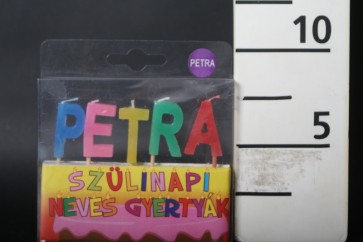 PETRA
PETRA
SZÜLINAPI
NEVES GYERTYÁK
10
5